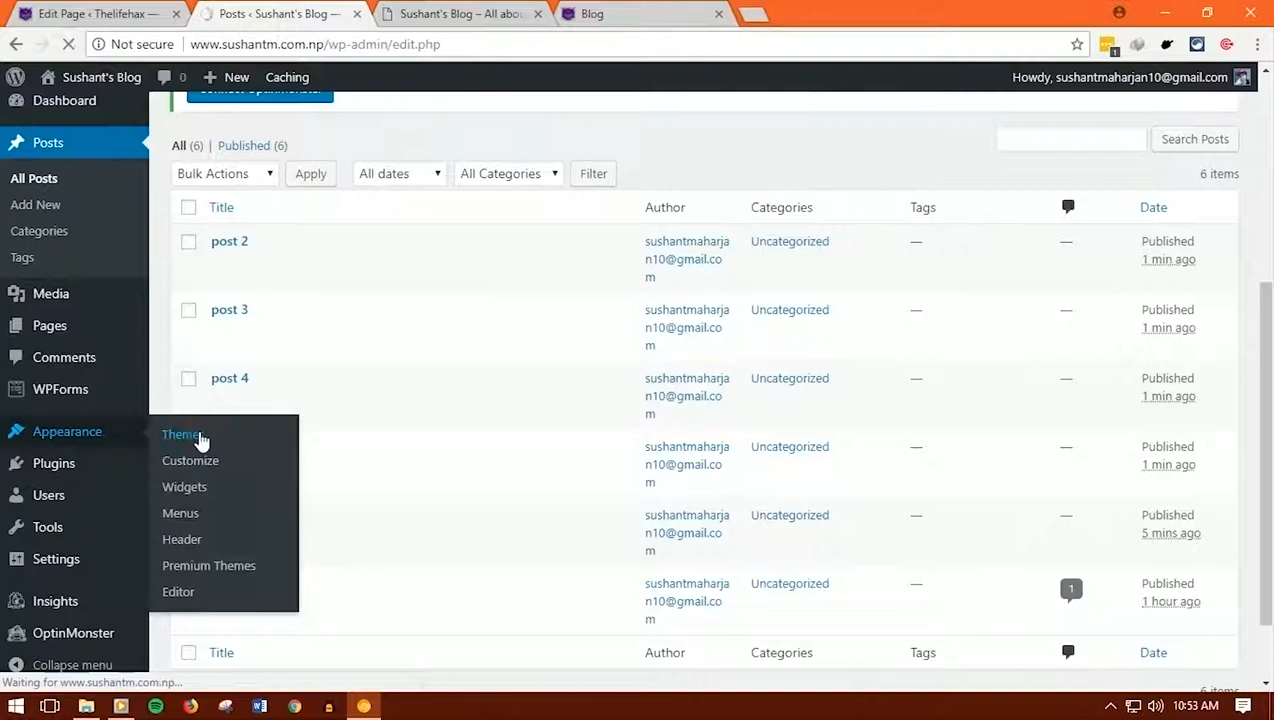 Edit Page < Thelifehax —
Posts < Sushant's Blog —
Sushant's Blog – All abou
Blog
Not secure
www.sushantm.com.np/wp-admin/edit.php
1
Sushant's Blog
0
New
Caching
Howdy, sushantmaharjan10@gmail.com
Dashboard
Posts
All Posts
Add New
Categories
Tags
Media
Pages
Comments
WPForms
Appearance
Plugins
Users
Tools
Settings
Insights
OptinMonster
Collapse menu
Theme
Customize
Widgets
Menus
Header
Premium Themes
Editor
All (6) | Published (6)
Search Posts
Bulk Actions
Apply
All dates
All Categories
Filter
6 items
Title
Author
Categories
Tags
Date
post 2
sushantmaharja
n10@gmail.co
m
Uncategorized
—
—
Published
1 min ago
post 3
sushantmaharja
n10@gmail.co
m
Uncategorized
—
—
Published
1 min ago
post 4
sushantmaharja
n10@gmail.co
m
Uncategorized
—
—
Published
1 min ago
sushantmaharja
n10@gmail.co
m
Uncategorized
—
—
Published
1 min ago
sushantmaharja
n10@gmail.co
m
Uncategorized
—
—
Published
5 mins ago
sushantmaharja
n10@gmail.co
m
Uncategorized
—
1
Published
1 hour ago
Title
Author
Categories
Tags
Date
6 items
Waiting for www.sushantm.com.np...
10:53 AM